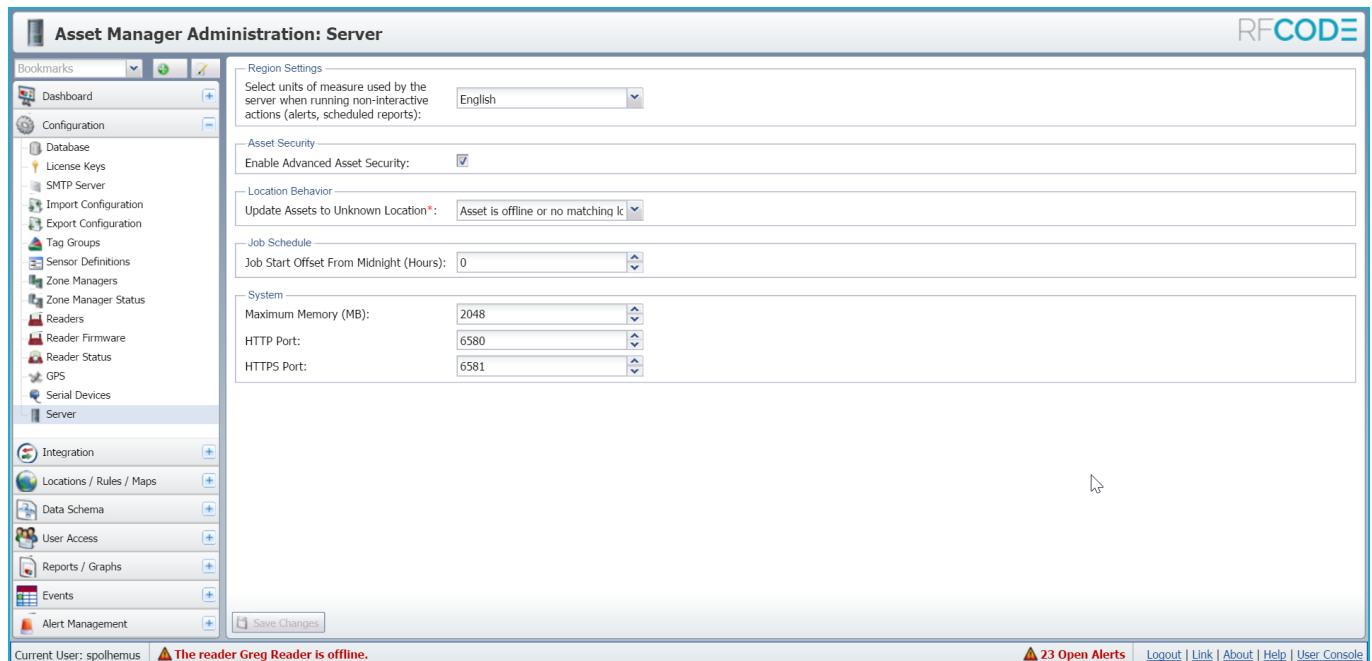 Asset Manager Administration: Server
RFCODE
Bookmarks
Dashboard
Configuration
Database
License Keys
SMTP Server
Import Configuration
Export Configuration
Tag Groups
Sensor Definitions
Zone Managers
Zone Manager Status
Readers
Reader Firmware
Reader Status
GPS
Serial Devices
Server
Integration
Locations / Rules / Maps
Data Schema
User Access
Reports / Graphs
Events
Alert Management
Region Settings
Select units of measure used by the
server when running non-interactive
actions (alerts, scheduled reports):
English
Asset Security
Enable Advanced Asset Security:
Location Behavior
Update Assets to Unknown Location*: Asset is offline or no matching lc
Job Schedule
Job Start Offset From Midnight (Hours): 0
System
Maximum Memory (MB): 2048
HTTP Port: 6580
HTTPS Port: 6581
Save Changes
Current User: spolhemus The reader Greg Reader is offline. 23 Open Alerts Logout | Link | About | Help | User Console